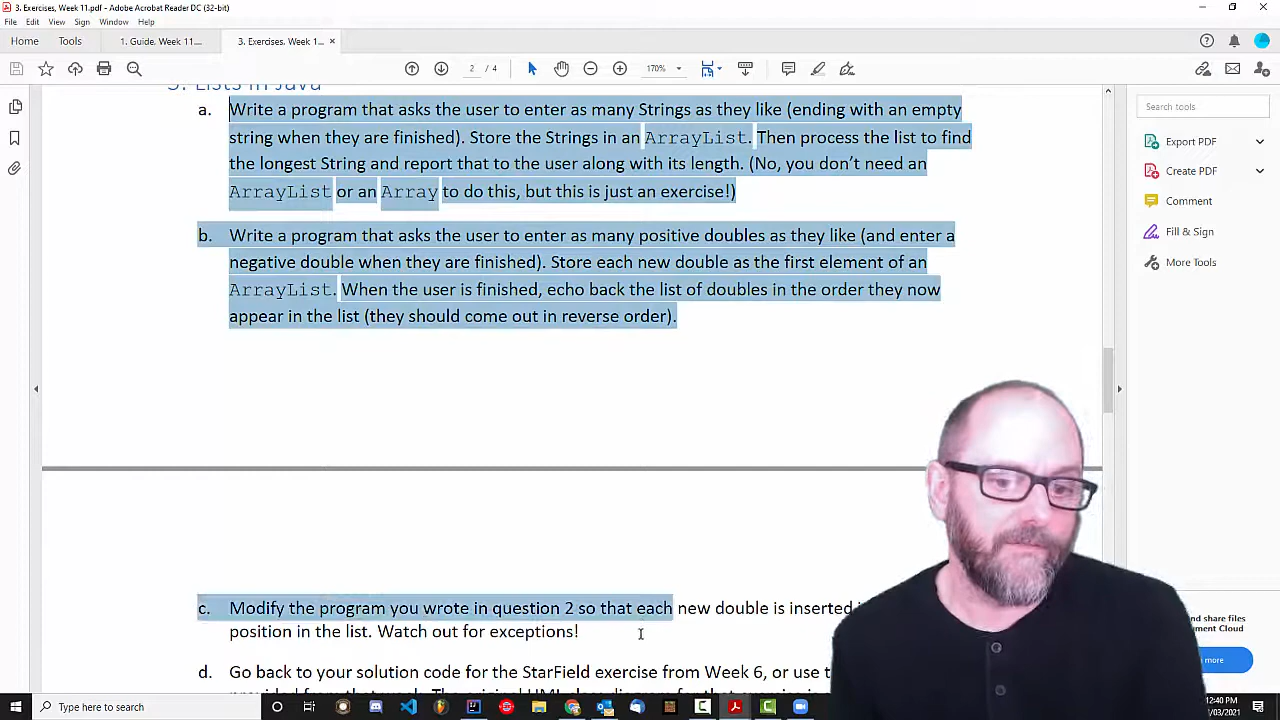 3. Exercises, Week 11.pdf - Adobe Acrobat Reader DC (32-bit)
File Edit View Sign Window Help
Home Tools 1. Guide, Week 11.... 3. Exercises, Week 1... ×
2 / 4 170%
3. Lists in Java
a. Write a program that asks the user to enter as many Strings as they like (ending with an empty
string when they are finished). Store the Strings in an ArrayList. Then process the list to find
the longest String and report that to the user along with its length. (No, you don't need an
ArrayList or an Array to do this, but this is just an exercise!)
b. Write a program that asks the user to enter as many positive doubles as they like (and enter a
negative double when they are finished). Store each new double as the first element of an
ArrayList. When the user is finished, echo back the list of doubles in the order they now
appear in the list (they should come out in reverse order).
c. Modify the program you wrote in question 2 so that each new double is inserted
position in the list. Watch out for exceptions!
d. Go back to your solution code for the StarField exercise from Week 6, or use
Search tools
Export PDF
Create PDF
Comment
Fill & Sign
More Tools
and share files
Type here to search
12:40 PM